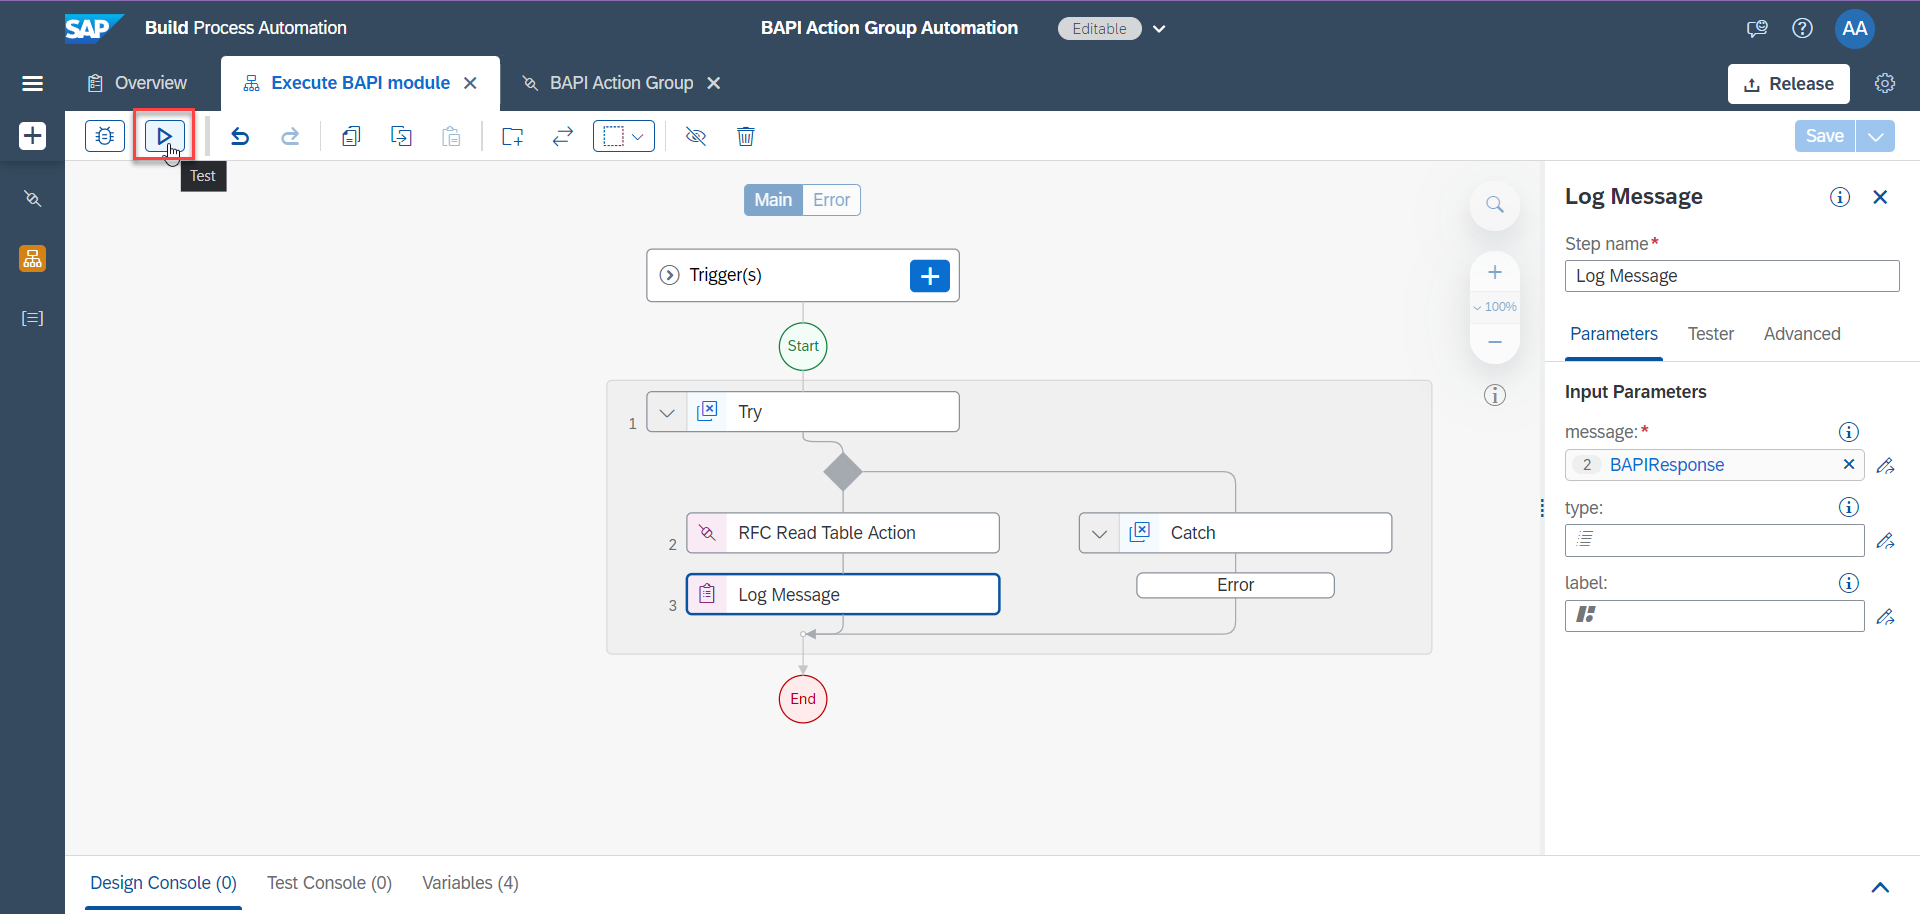 SAP Build Process Automation
BAPI Action Group Automation
Editable
AA
Overview
Execute BAPI module
BAPI Action Group
Release
Save
Test
Main
Error
Trigger(s)
Start
1
Try
2
RFC Read Table Action
Catch
3
Log Message
Error
End
100%
Log Message
Step name*
Log Message
Parameters
Tester
Advanced
Input Parameters
message:*
2 BAPIResponse
type:
label:
Design Console (0)
Test Console (0)
Variables (4)